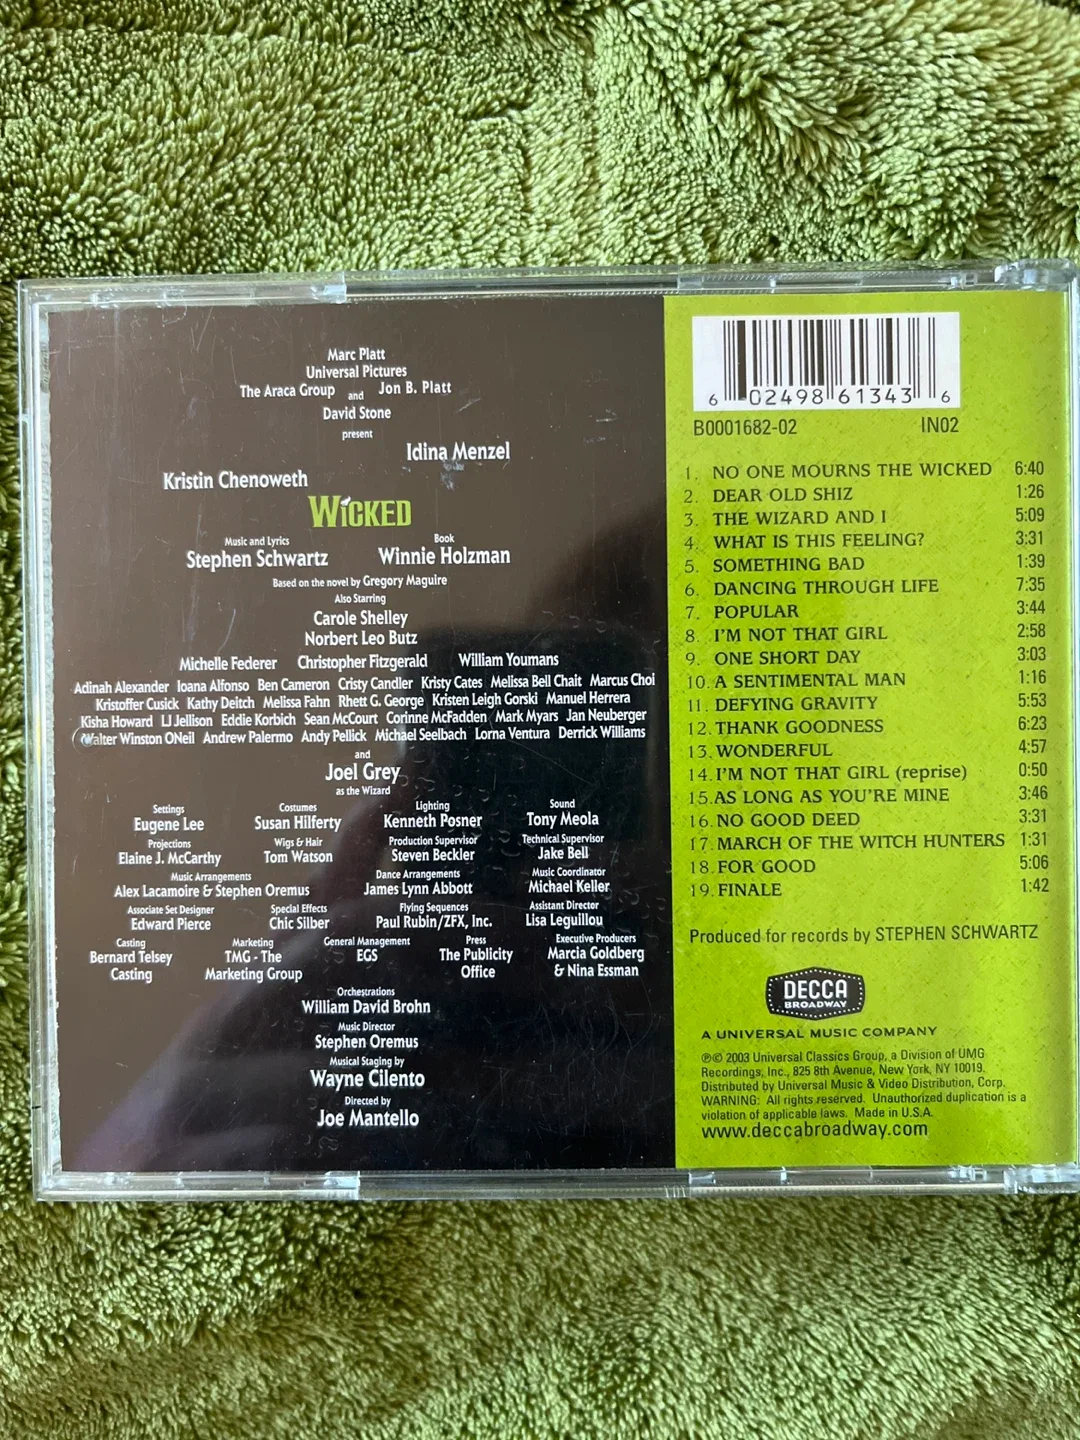 Marc Platt
Universal Pictures
The Araca Group and Jon B. Platt
David Stone
present
Idina Menzel
Kristin Chenoweth
WICKED
Music and Lyrics Book
Stephen Schwartz Winnie Holzman
Based on the novel by Gregory Maguire
Also Starring
Carole Shelley
Norbert Leo Butz
Michelle Federer Christopher Fitzgerald William Youmans
Adinah Alexander Ioana Alfonso Ben Cameron Cristy Candler Kristy Cates Melissa Bell Chait Marcus Choi
Kristoffer Cusick Kathy Deitch Melissa Fahn Rhett G. George Kristen Leigh Gorski Manuel Herrera
Kisha Howard LJ Jellison Eddie Korbich Sean McCourt Corinne McFadden Mark Myars Jan Neuberger
Walter Winston ONeil Andrew Palermo Andy Pellick Michael Seelbach Lorna Ventura Derrick Williams
and
Joel Grey
as the Wizard
Settings Costumes Lighting Sound
Eugene Lee Susan Hilferty Kenneth Posner Tony Meola
Projections Wigs & Hair Production Supervisor Technical Supervisor
Elaine J. McCarthy Tom Watson Steven Beckler Jake Bell
Music Arrangements Dance Arrangements Music Coordinator
Alex Lacamoire & Stephen Oremus James Lynn Abbott Michael Keller
Associate Set Designer Special Effects Flying Sequences Assistant Director
Edward Pierce Chic Silber Paul Rubin/ZFX, Inc. Lisa Leguillou
Casting Marketing General Management Press Executive Producers
Bernard Telsey TMG - The EGS The Publicity Marcia Goldberg
Casting Marketing Group Office & Nina Essman
Orchestrations
William David Brohn
Music Director
Stephen Oremus
Musical Staging by
Wayne Cilento
Directed by
Joe Mantello
6 02498 61343 6
B0001682-02 IN02
1. NO ONE MOURNS THE WICKED 6:40
2. DEAR OLD SHIZ 1:26
3. THE WIZARD AND I 5:09
4. WHAT IS THIS FEELING? 3:31
5. SOMETHING BAD 1:39
6. DANCING THROUGH LIFE 7:35
7. POPULAR 3:44
8. I'M NOT THAT GIRL 2:58
9. ONE SHORT DAY 3:03
10. A SENTIMENTAL MAN 1:16
11. DEFYING GRAVITY 5:53
12. THANK GOODNESS 6:23
13. WONDERFUL 4:57
14. I'M NOT THAT GIRL (reprise) 0:50
15. AS LONG AS YOU'RE MINE 3:46
16. NO GOOD DEED 3:31
17. MARCH OF THE WITCH HUNTERS 1:31
18. FOR GOOD 5:06
19. FINALE 1:42
Produced for records by STEPHEN SCHWARTZ
DECCA
BROADWAY
A UNIVERSAL MUSIC COMPANY
℗© 2003 Universal Classics Group, a Division of UMG
Recordings, Inc., 825 8th Avenue, New York, NY 10019.
Distributed by Universal Music & Video Distribution, Corp.
WARNING: All rights reserved. Unauthorized duplication is a
violation of applicable laws. Made in U.S.A.
www.deccabroadway.com